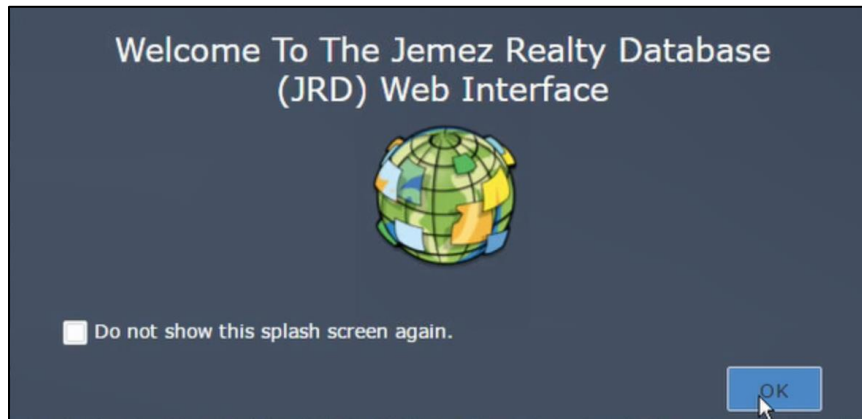 Welcome To The Jemez Realty Database
(JRD) Web Interface
Do not show this splash screen again.
OK